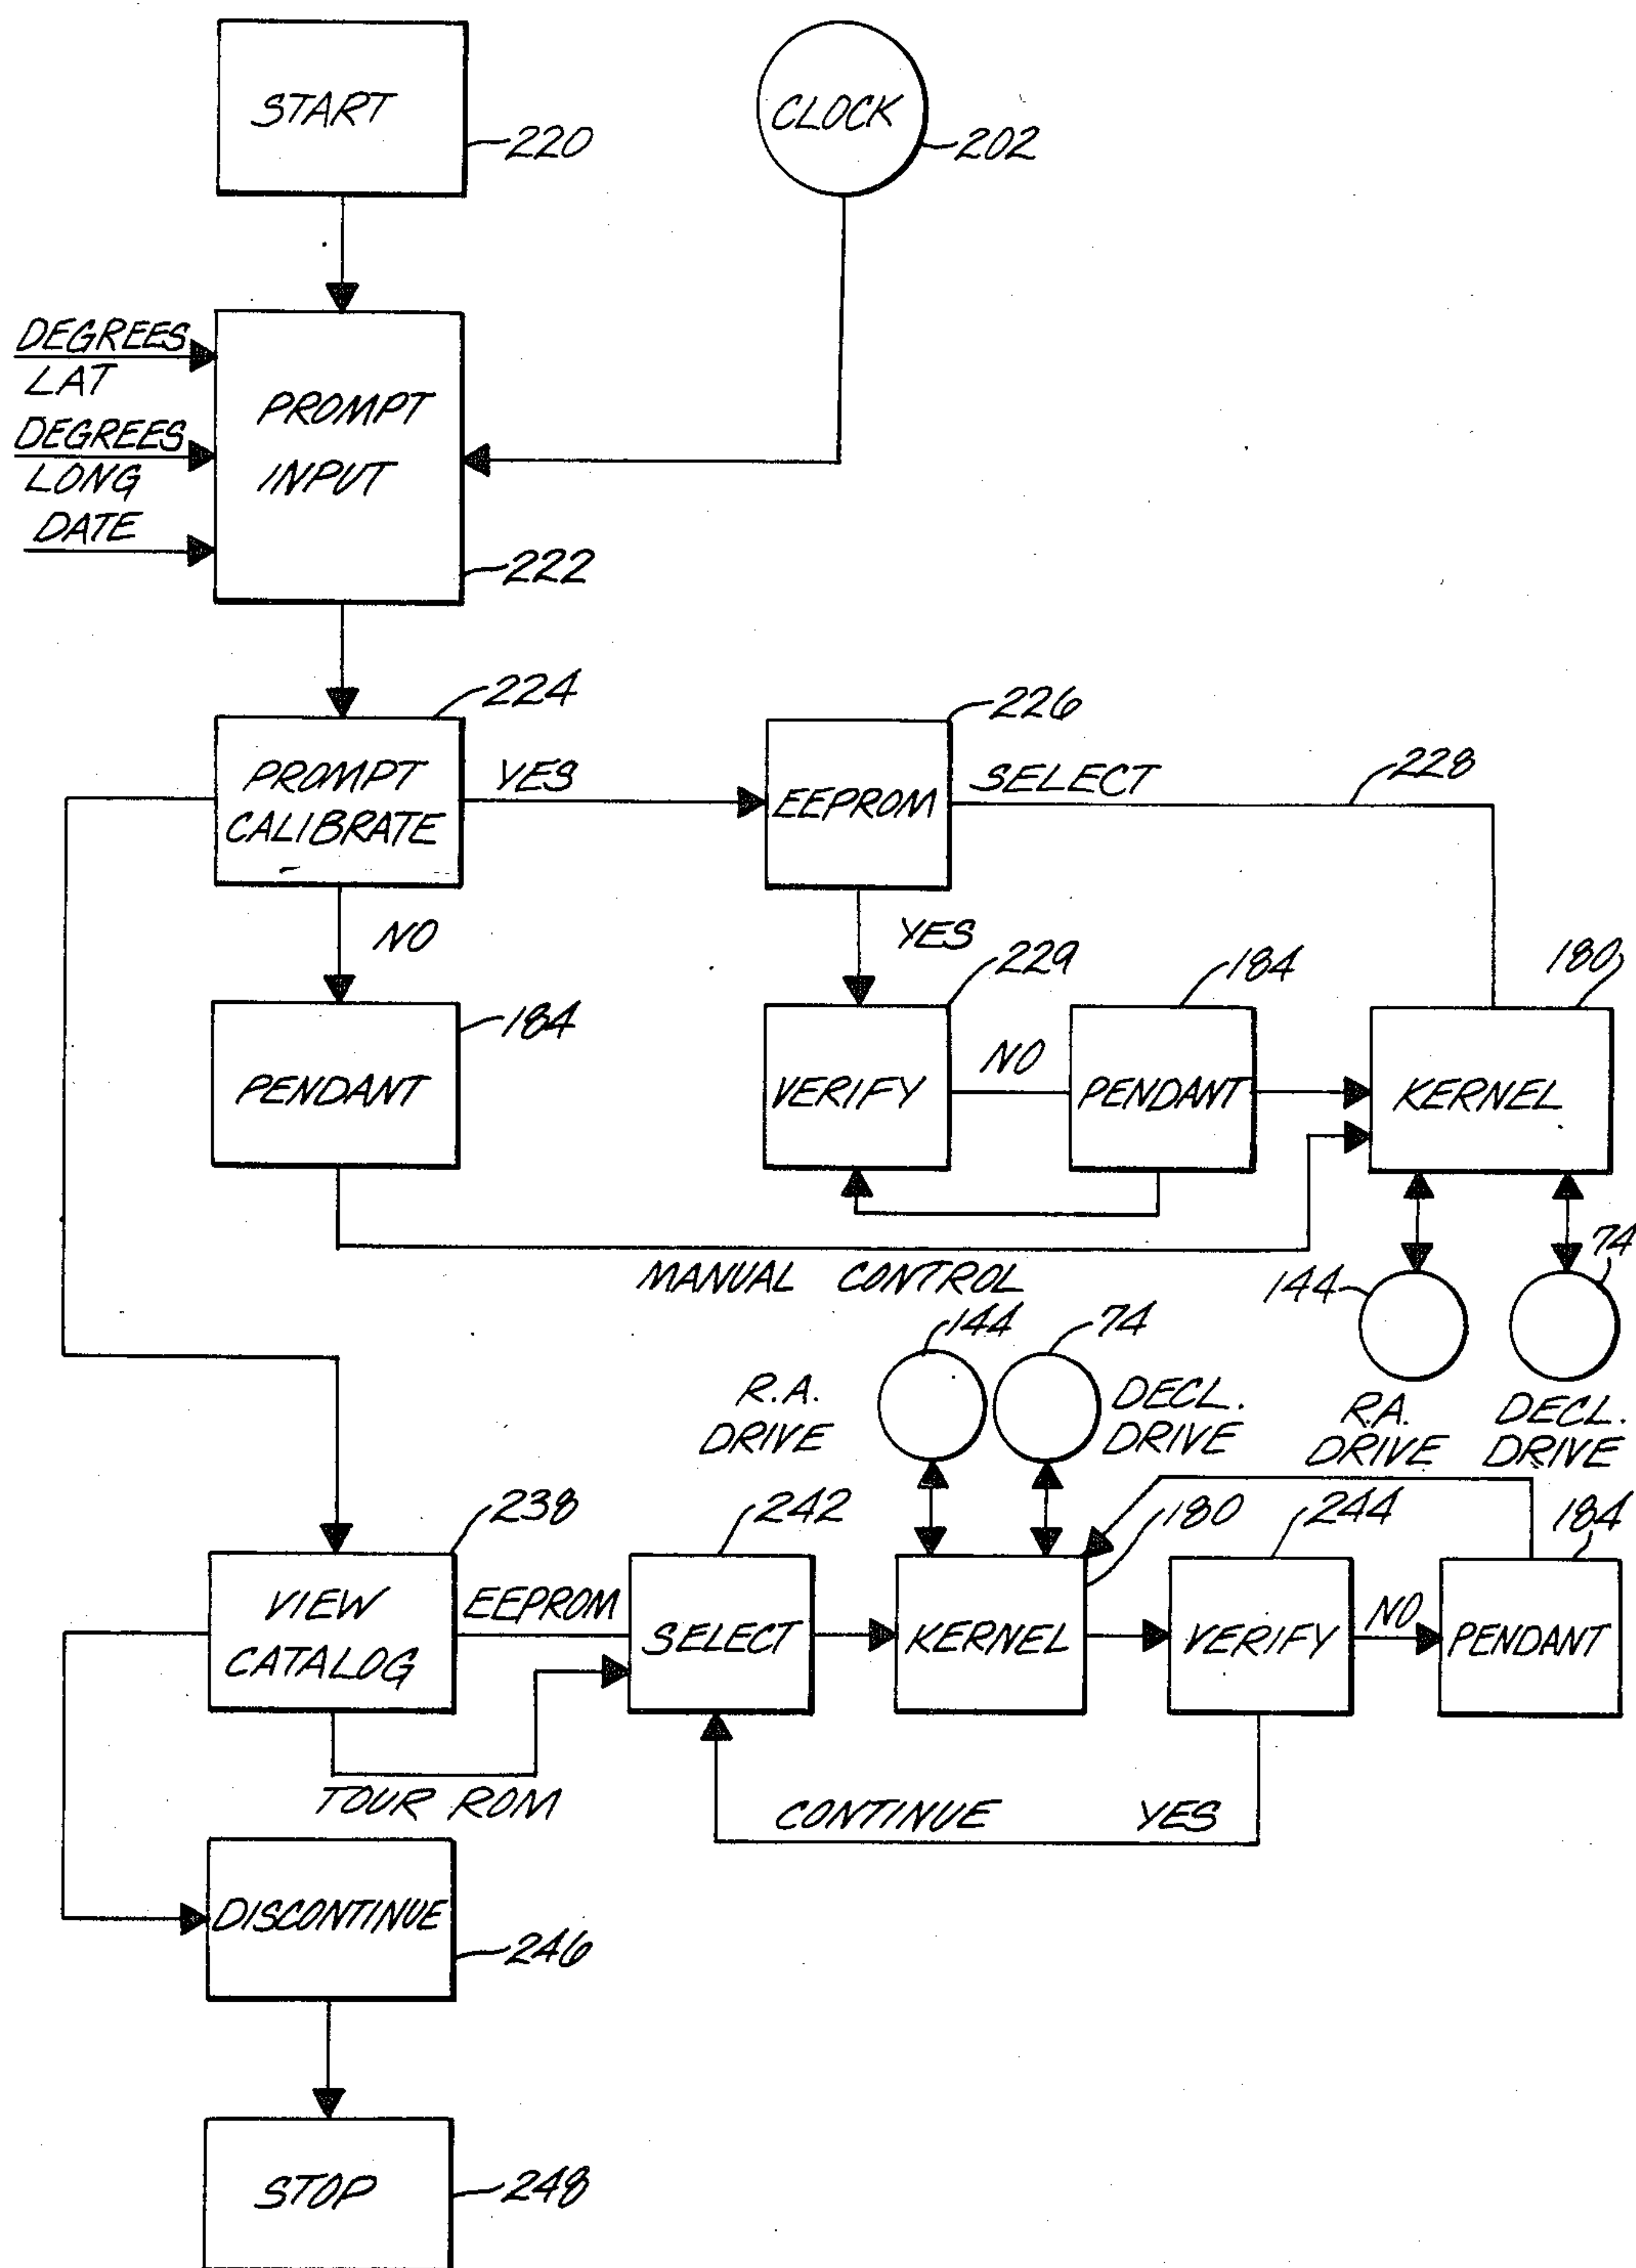 START
220
CLOCK
202
DEGREES
LAT
DEGREES
LONG
DATE
PROMPT
INPUT
222
224
PROMPT
CALIBRATE
YES
226
EEPROM
SELECT
228
NO
YES
184
PENDANT
229
VERIFY
NO
184
PENDANT
180
KERNEL
MANUAL CONTROL
144
74
R.A.
DRIVE
DECL.
DRIVE
144
74
R.A.
DRIVE
DECL.
DRIVE
238
VIEW
CATALOG
EEPROM
242
SELECT
180
KERNEL
244
VERIFY
NO
184
PENDANT
TOUR ROM
CONTINUE YES
DISCONTINUE
246
STOP
248